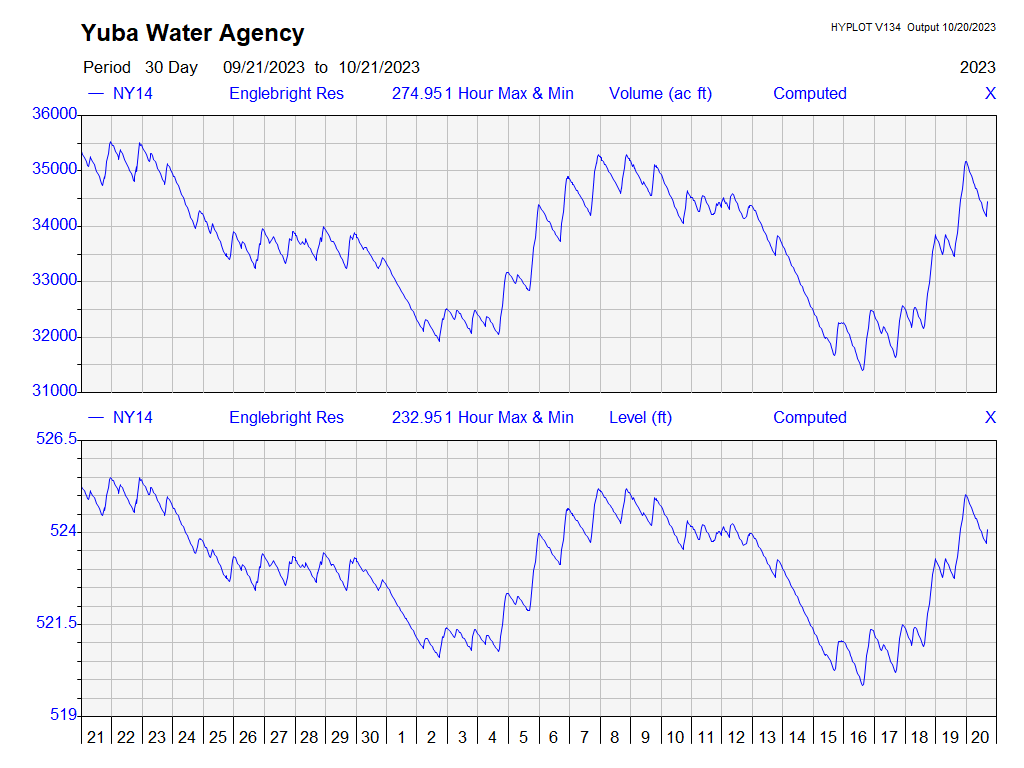 Yuba Water Agency
HYPLOT V134 Output 10/20/2023
Period 30 Day 09/21/2023 to 10/21/2023 2023
— NY14 Englebright Res 274.951 Hour Max & Min Volume (ac ft) Computed X
36000
35000
34000
33000
32000
31000
— NY14 Englebright Res 232.951 Hour Max & Min Level (ft) Computed X
526.5
524
521.5
519
21 22 23 24 25 26 27 28 29 30 1 2 3 4 5 6 7 8 9 10 11 12 13 14 15 16 17 18 19 20